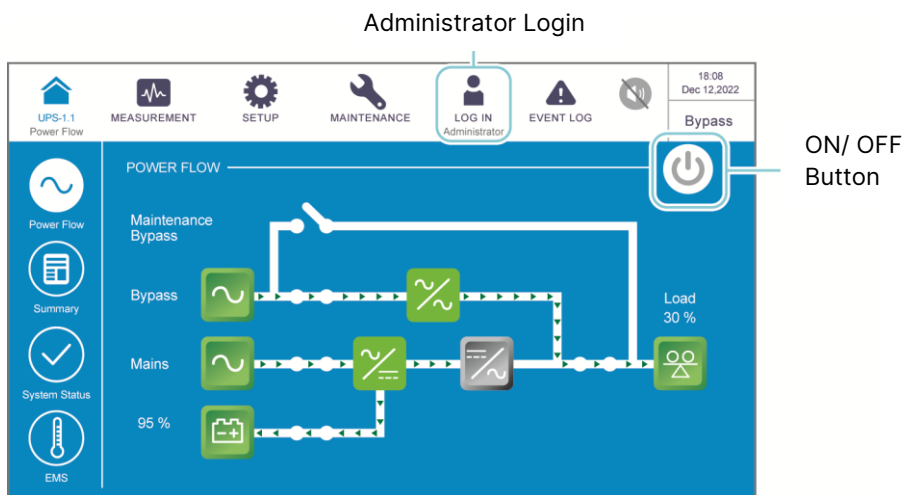 Administrator Login
18:08
Dec 12,2022
UPS-1.1
Power Flow
MEASUREMENT
SETUP
MAINTENANCE
LOG IN
Administrator
EVENT LOG
Bypass
ON/ OFF
Button
POWER FLOW
Power Flow
Maintenance
Bypass
Summary
Bypass
Load
30 %
Mains
System Status
95 %
EMS